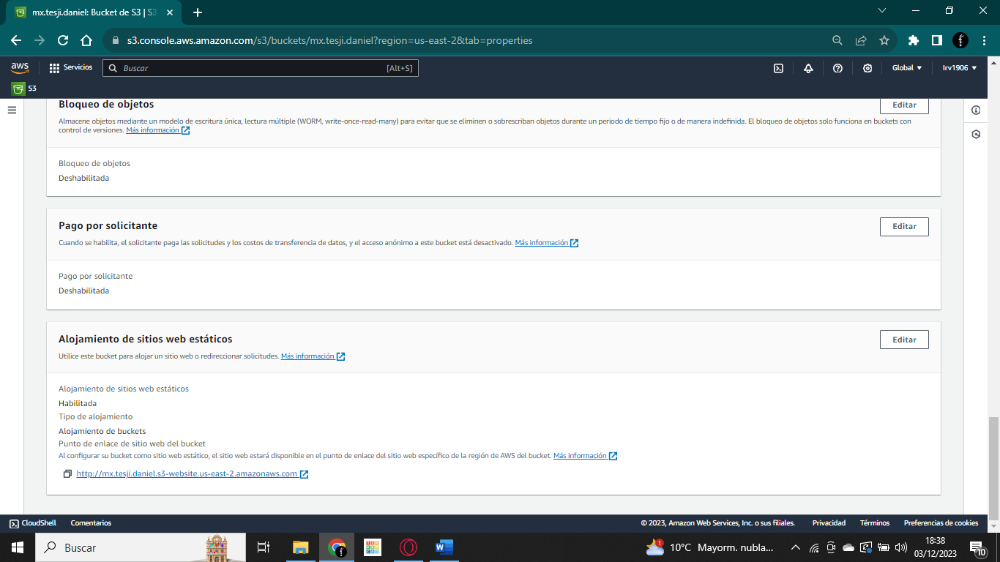 mx.tesji.daniel: Bucket de S3 | S3
s3.console.aws.amazon.com/s3/buckets/mx.tesji.daniel?region=us-east-2&tab=properties
aws
Servicios
Buscar
[Alt+S]
Global
Irv1906
S3
Bloqueo de objetos
Editar
Almacene objetos mediante un modelo de escritura única, lectura múltiple (WORM, write-once-read-many) para evitar que se eliminen o sobrescriban objetos durante un periodo de tiempo fijo o de manera indefinida. El bloqueo de objetos solo funciona en buckets con
control de versiones. Más información
Bloqueo de objetos
Deshabilitada
Pago por solicitante
Editar
Cuando se habilita, el solicitante paga las solicitudes y los costos de transferencia de datos, y el acceso anónimo a este bucket está desactivado. Más información
Pago por solicitante
Deshabilitada
Alojamiento de sitios web estáticos
Editar
Utilice este bucket para alojar un sitio web o redireccionar solicitudes. Más información
Alojamiento de sitios web estáticos
Habilitada
Tipo de alojamiento
Alojamiento de buckets
Punto de enlace de sitio web del bucket
Al configurar su bucket como sitio web estático, el sitio web estará disponible en el punto de enlace del sitio web específico de la región de AWS del bucket. Más información
http://mx.tesji.daniel.s3-website.us-east-2.amazonaws.com
CloudShell
Comentarios
© 2023, Amazon Web Services, Inc. o sus filiales.
Privacidad
Términos
Preferencias de cookies
Buscar
1
10°C Mayorm. nubla...
18:38
03/12/2023
10